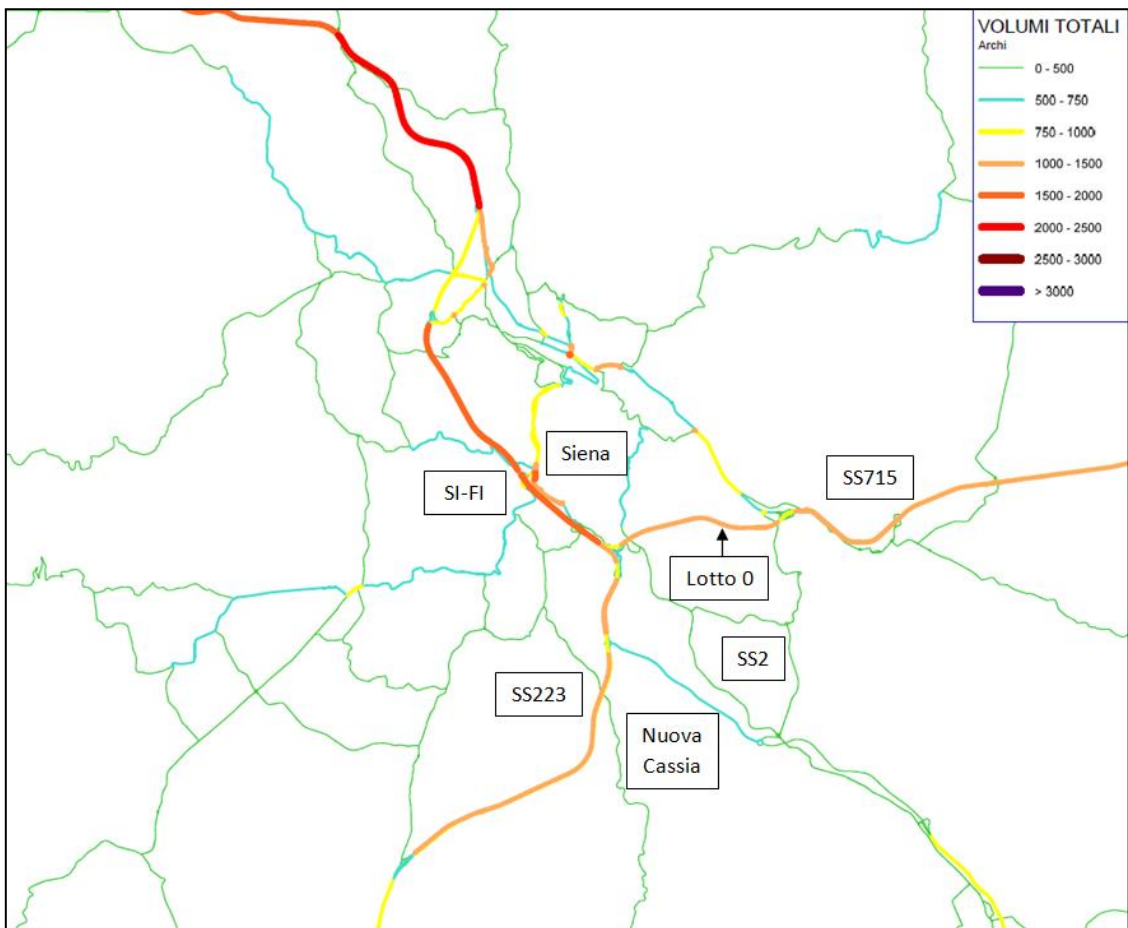 VOLUMI TOTALI
Archi
0 - 500
500 - 750
750 - 1000
1000 - 1500
1500 - 2000
2000 - 2500
2500 - 3000
> 3000
Siena
SI-FI
SS715
Lotto 0
SS2
SS223
Nuova
Cassia